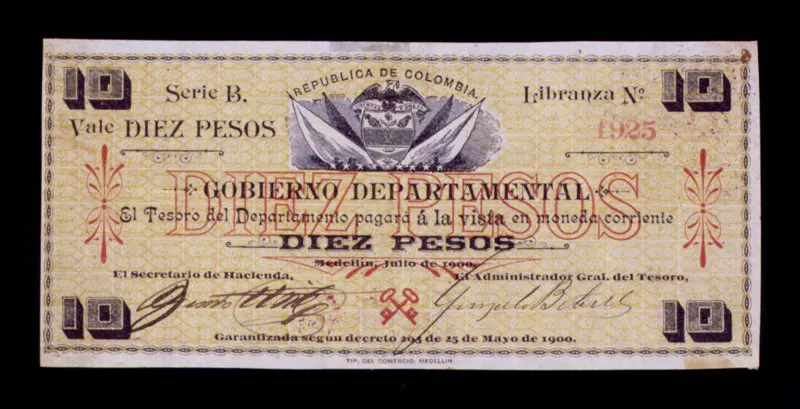 10 10
REPUBLICA DE COLOMBIA.
Serie B.
Libranza Nº
Vale DIEZ PESOS
1925
DIEZ PESOS
GOBIERNO DEPARTAMENTAL
El Tesoro del Departamento pagará á la vista en moneda corriente
DIEZ PESOS
Medellín, Julio de 1900.
El Secretario de Hacienda,
El Administrador Gral. del Tesoro,
10 10
Garantizada según decreto 293 de 25 de Mayo de 1900.
TIP. DEL COMERCIO: MEDELLIN